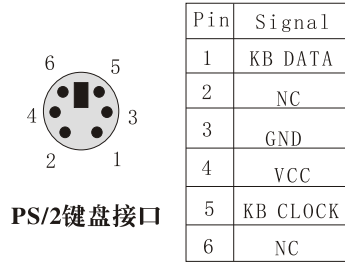 6 5
4 3
2 1
PS/2键盘接口
Pin Signal
1 KB DATA
2 NC
3 GND
4 VCC
5 KB CLOCK
6 NC